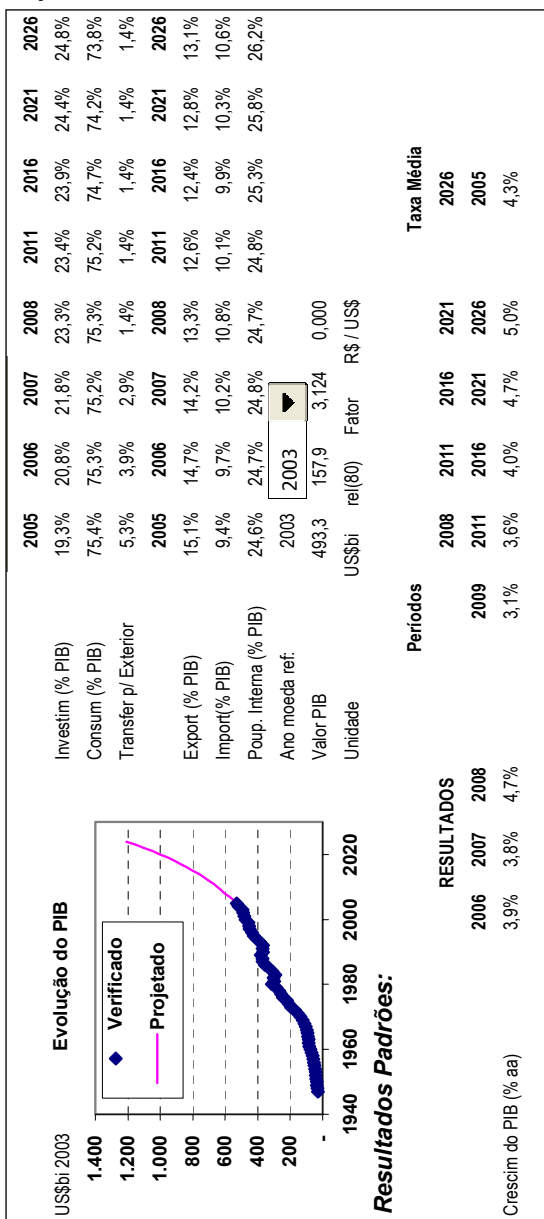 US$bi 2003
Evolução do PIB
1.400
1.200
1.000
800
600
400
200
-
1940 1960 1980 2000 2020
Verificado
Projetado
2005 2006 2007 2008 2011 2016 2021 2026
Investim (% PIB) 19,3% 20,8% 21,8% 23,3% 23,4% 23,9% 24,4% 24,8%
Consum (% PIB) 75,4% 75,3% 75,2% 75,3% 75,2% 74,7% 74,2% 73,8%
Transfer p/ Exterior 5,3% 3,9% 2,9% 1,4% 1,4% 1,4% 1,4% 1,4%
2005 2006 2007 2008 2011 2016 2021 2026
Export (% PIB) 15,1% 14,7% 14,2% 13,3% 12,6% 12,4% 12,8% 13,1%
Import(% PIB) 9,4% 9,7% 10,2% 10,8% 10,1% 9,9% 10,3% 10,6%
Poup. Interna (% PIB) 24,6% 24,7% 24,8% 24,7% 24,8% 25,3% 25,8% 26,2%
Ano moeda ref: 2003 2003
Valor PIB 493,3 157,9 3,124 0,000
Unidade US$bi rel(80) Fator R$ / US$
Resultados Padrões:
RESULTADOS Períodos Taxa Média
2008 2011 2016 2021 2026
2006 2007 2008 2009 2011 2016 2021 2026 2005
Crescim do PIB (% aa) 3,9% 3,8% 4,7% 3,1% 3,6% 4,0% 4,7% 5,0% 4,3%